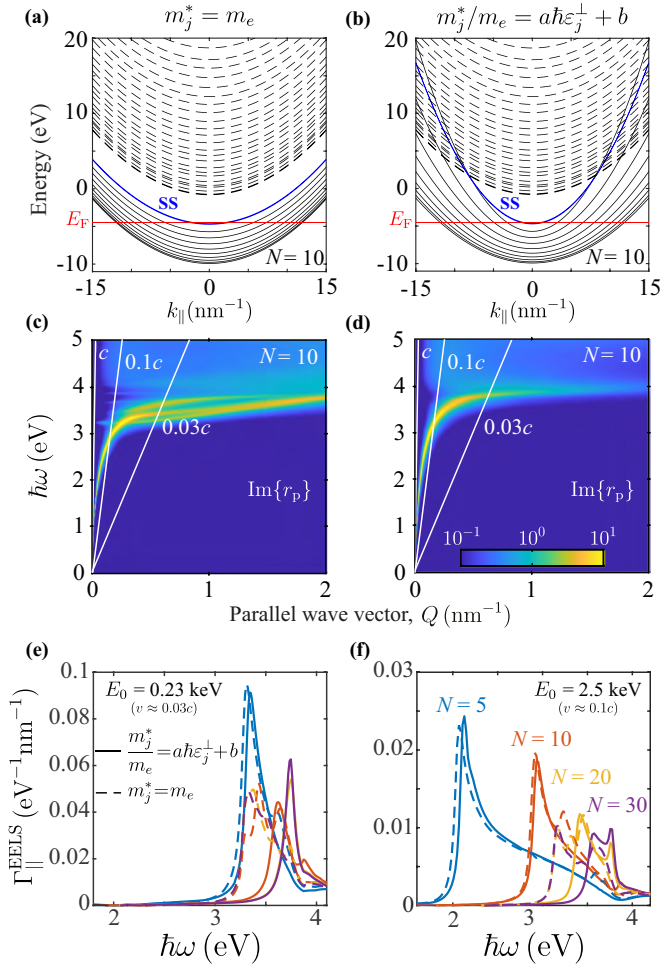 (a) m*_j = m_e
(b) m*_j/m_e = aħε⊥_j + b
Energy (eV)
20
10
0
-10
E_F
SS
N = 10
-15 0 15
k∥(nm⁻¹)
20
10
0
-10
E_F
SS
N = 10
-15 0 15
k∥(nm⁻¹)
(c)
ħω (eV)
5
4
3
2
1
0
c
0.1c
N = 10
0.03c
Im{r_p}
0 1 2
(d)
5
4
3
2
1
0
c
0.1c
N = 10
0.03c
Im{r_p}
10⁻¹ 10⁰ 10¹
0 1 2
Parallel wave vector, Q (nm⁻¹)
(e)
Γ∥^EELS (eV⁻¹nm⁻¹)
0.1
0.08
0.06
0.04
0.02
0
E₀ = 0.23 keV
(v ≈ 0.03c)
m*_j/m_e = aħε⊥_j + b
m*_j = m_e
2 3 4
ħω (eV)
(f)
0.03
0.02
0.01
0
N = 5
E₀ = 2.5 keV
(v ≈ 0.1c)
N = 10
N = 20
N = 30
2 3 4
ħω (eV)